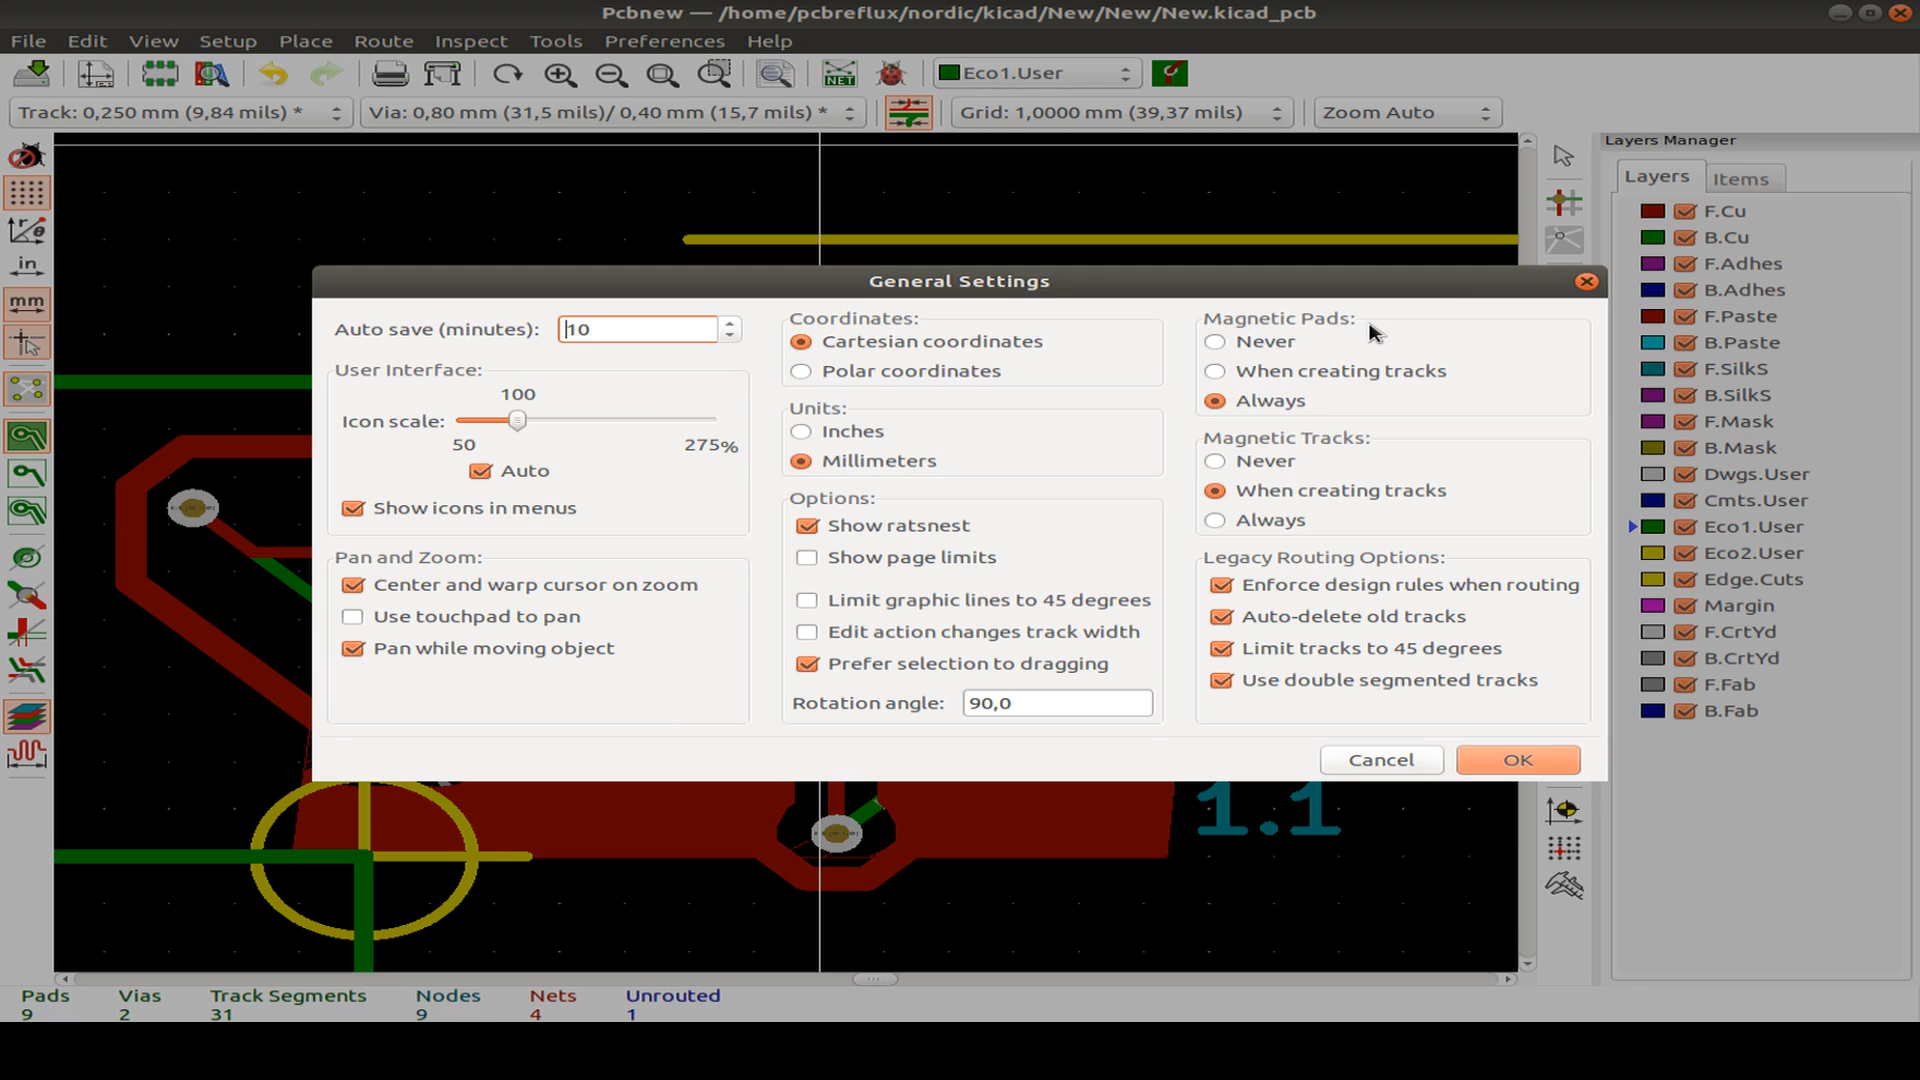 Pcbnew — /home/pcbreflux/nordic/kicad/New/New/New.kicad_pcb
File Edit View Setup Place Route Inspect Tools Preferences Help
NET Eco1.User
Track: 0,250 mm (9,84 mils) * Via: 0,80 mm (31,5 mils)/ 0,40 mm (15,7 mils) * Grid: 1,0000 mm (39,37 mils) Zoom Auto
in
mm
General Settings
Auto save (minutes): 10
User Interface:
100
Icon scale:
50 275%
Auto
Show icons in menus
Pan and Zoom:
Center and warp cursor on zoom
Use touchpad to pan
Pan while moving object
Coordinates:
Cartesian coordinates
Polar coordinates
Units:
Inches
Millimeters
Options:
Show ratsnest
Show page limits
Limit graphic lines to 45 degrees
Edit action changes track width
Prefer selection to dragging
Rotation angle: 90,0
Magnetic Pads:
Never
When creating tracks
Always
Magnetic Tracks:
Never
When creating tracks
Always
Legacy Routing Options:
Enforce design rules when routing
Auto-delete old tracks
Limit tracks to 45 degrees
Use double segmented tracks
Cancel OK
1.1
Layers Manager
Layers Items
F.Cu
B.Cu
F.Adhes
B.Adhes
F.Paste
B.Paste
F.SilkS
B.SilkS
F.Mask
B.Mask
Dwgs.User
Cmts.User
Eco1.User
Eco2.User
Edge.Cuts
Margin
F.CrtYd
B.CrtYd
F.Fab
B.Fab
Pads Vias Track Segments Nodes Nets Unrouted
9 2 31 9 4 1